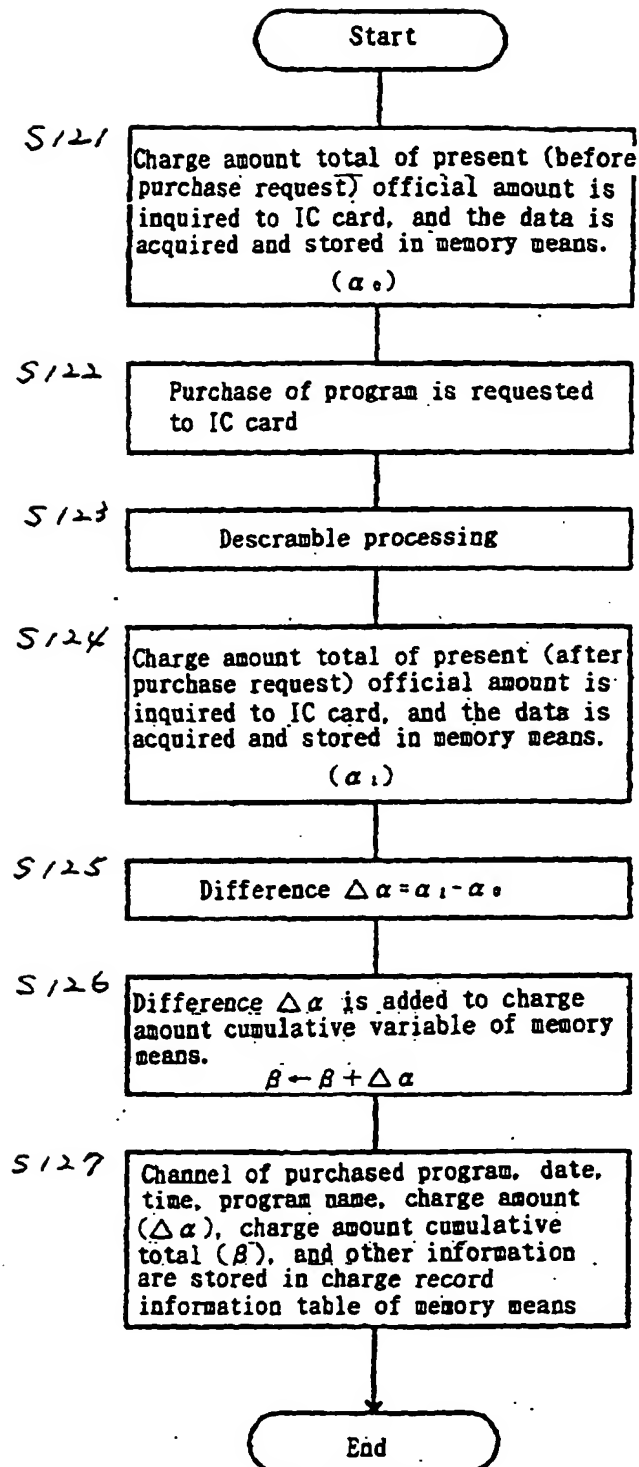 Start
S121
Charge amount total of present (before
purchase request) official amount is
inquired to IC card, and the data is
acquired and stored in memory means.
(α₀)
S122
Purchase of program is requested
to IC card
S123
Descramble processing
S124
Charge amount total of present (after
purchase request) official amount is
inquired to IC card, and the data is
acquired and stored in memory means.
(α₁)
S125
Difference △α=α₁-α₀
S126
Difference △α is added to charge
amount cumulative variable of memory
means.
β←β+△α
S127
Channel of purchased program, date,
time, program name, charge amount
(△α), charge amount cumulative
total (β), and other information
are stored in charge record
information table of memory means
End